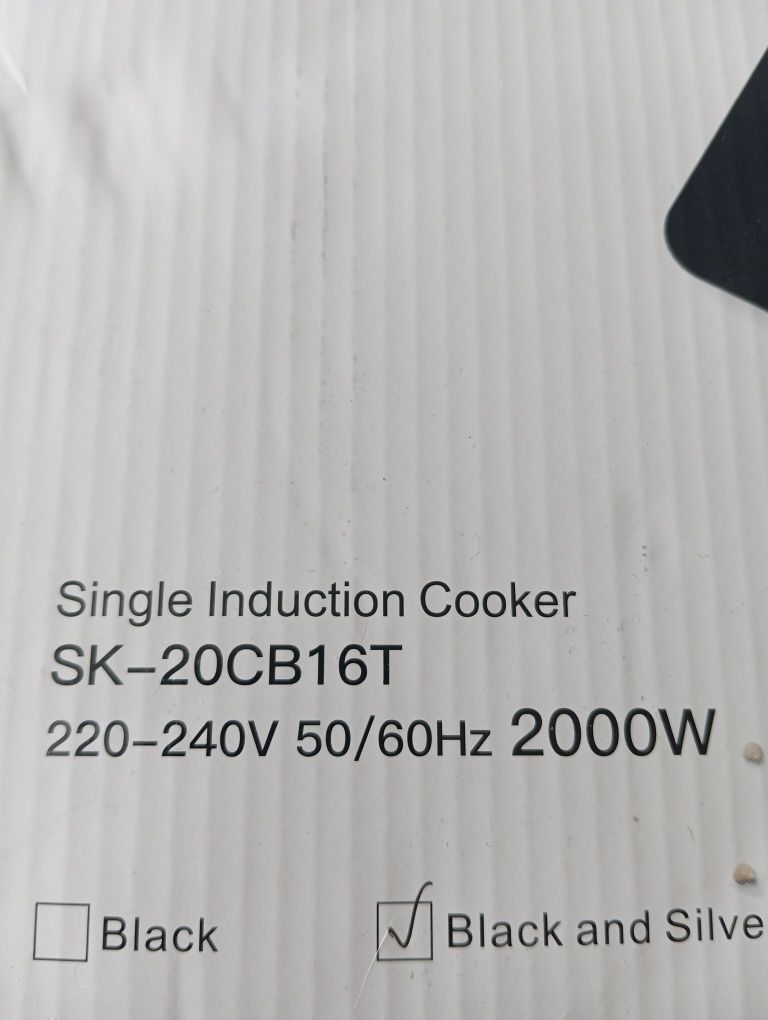 Single Induction Cooker
SK-20CB16T
220-240V 50/60Hz 2000W
Black
Black and Silve